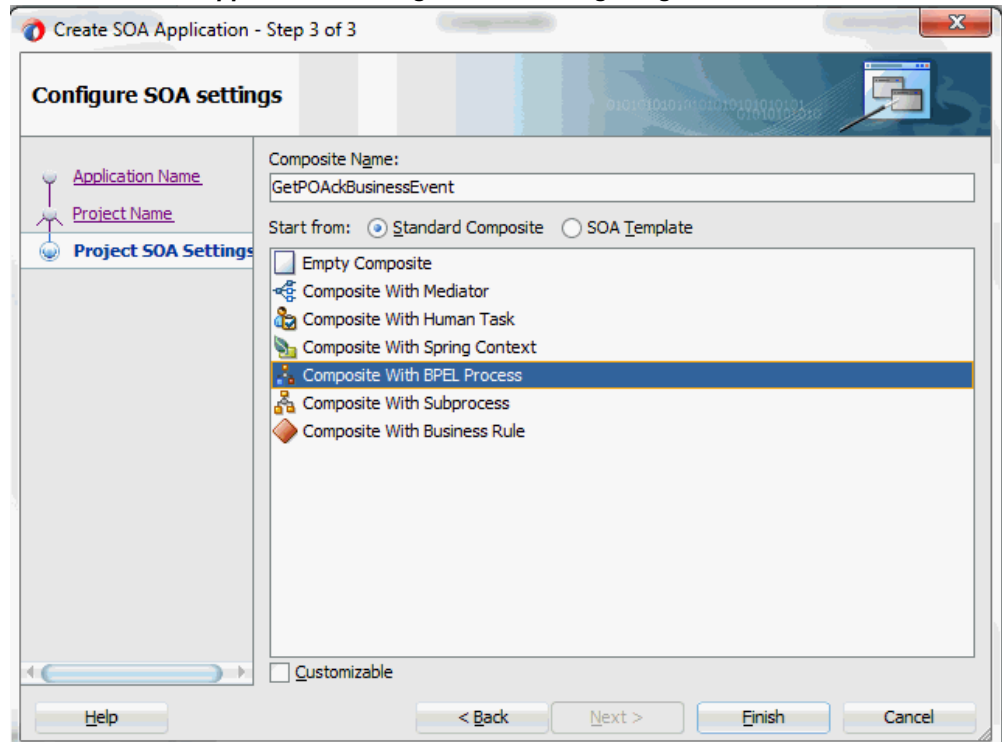 Create SOA Application - Step 3 of 3
Configure SOA settings
Application Name
Project Name
Project SOA Settings
Composite Name:
GetPOAckBusinessEvent
Start from: Standard Composite SOA Template
Empty Composite
Composite With Mediator
Composite With Human Task
Composite With Spring Context
Composite With BPEL Process
Composite With Subprocess
Composite With Business Rule
Customizable
Help < Back Next > Finish Cancel